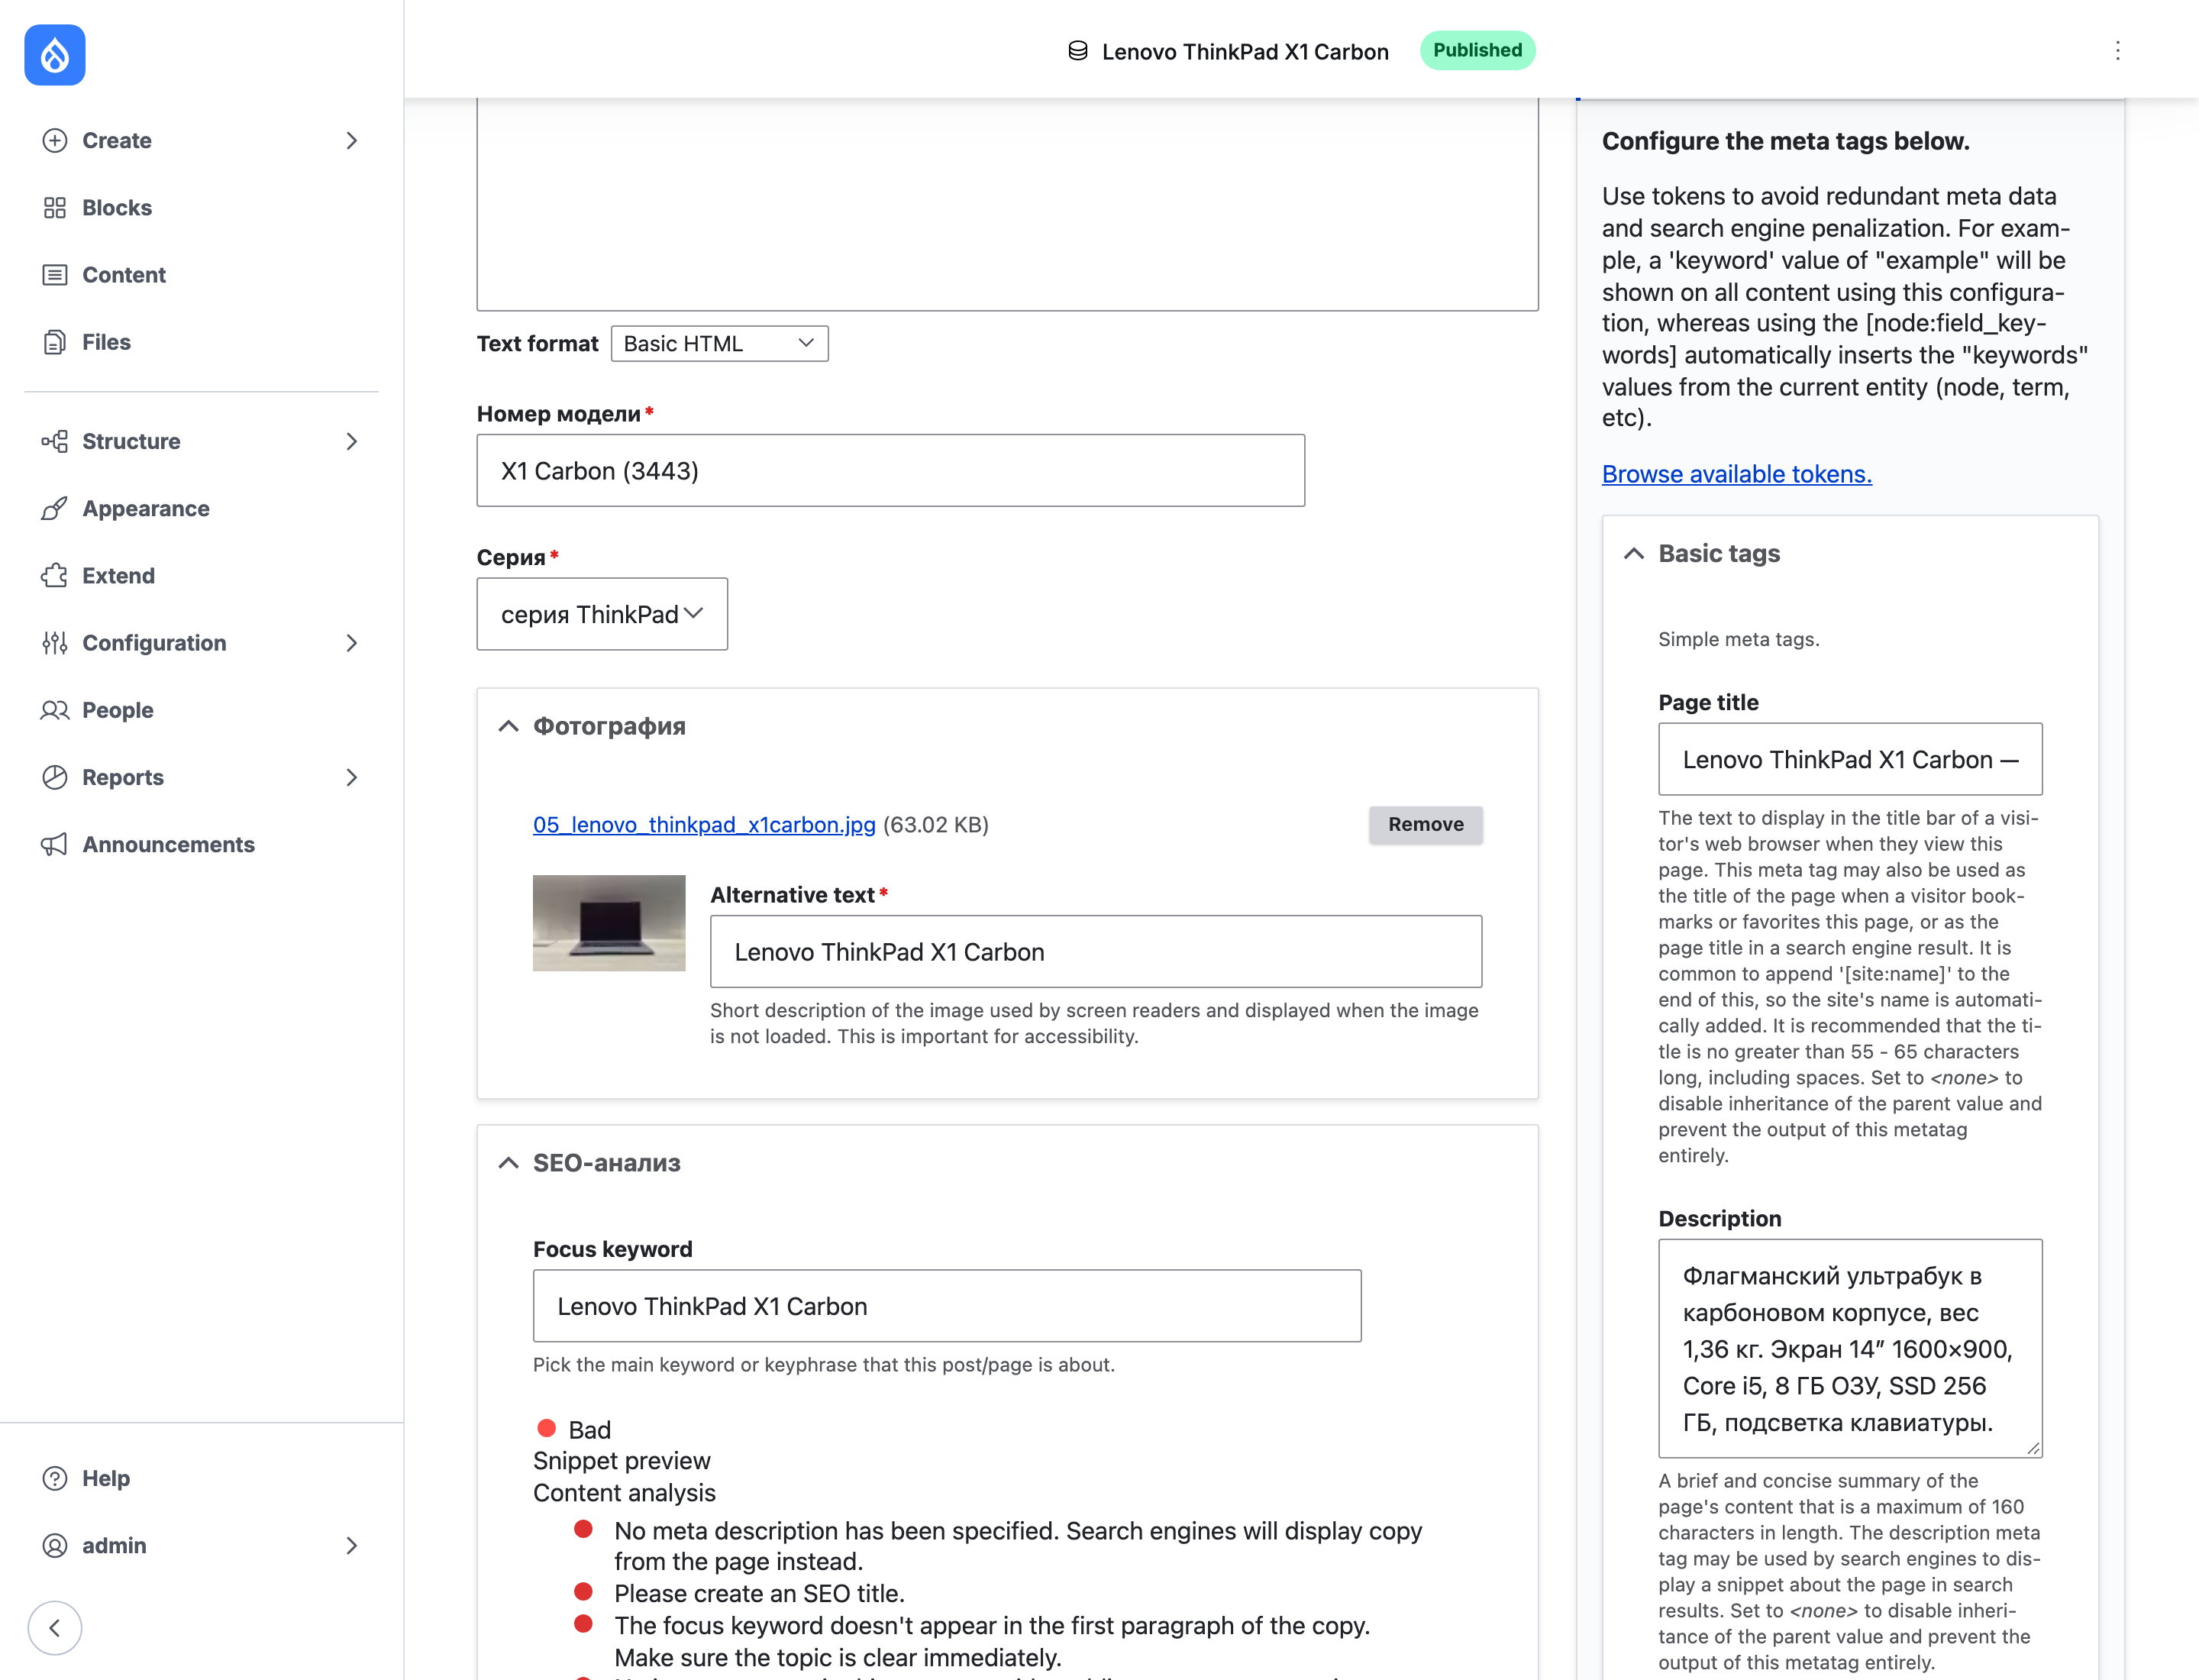 Lenovo ThinkPad X1 Carbon
Published
Create
Blocks
Content
Files
Structure
Appearance
Extend
Configuration
People
Reports
Announcements
Help
admin
Text format
Basic HTML
Номер модели*
X1 Carbon (3443)
Серия*
серия ThinkPad
Фотография
05_lenovo_thinkpad_x1carbon.jpg (63.02 KB)
Remove
Alternative text*
Lenovo ThinkPad X1 Carbon
Short description of the image used by screen readers and displayed when the image
is not loaded. This is important for accessibility.
SEO-анализ
Focus keyword
Lenovo ThinkPad X1 Carbon
Pick the main keyword or keyphrase that this post/page is about.
Bad
Snippet preview
Content analysis
No meta description has been specified. Search engines will display copy
from the page instead.
Please create an SEO title.
The focus keyword doesn't appear in the first paragraph of the copy.
Make sure the topic is clear immediately.
Configure the meta tags below.
Use tokens to avoid redundant meta data
and search engine penalization. For exam-
ple, a 'keyword' value of "example" will be
shown on all content using this configura-
tion, whereas using the [node:field_key-
words] automatically inserts the "keywords"
values from the current entity (node, term,
etc).
Browse available tokens.
Basic tags
Simple meta tags.
Page title
Lenovo ThinkPad X1 Carbon —
The text to display in the title bar of a visi-
tor's web browser when they view this
page. This meta tag may also be used as
the title of the page when a visitor book-
marks or favorites this page, or as the
page title in a search engine result. It is
common to append '[site:name]' to the
end of this, so the site's name is automati-
cally added. It is recommended that the ti-
tle is no greater than 55 - 65 characters
long, including spaces. Set to <none> to
disable inheritance of the parent value and
prevent the output of this metatag
entirely.
Description
Флагманский ультрабук в
карбоновом корпусе, вес
1,36 кг. Экран 14″ 1600×900,
Core i5, 8 ГБ ОЗУ, SSD 256
ГБ, подсветка клавиатуры.
A brief and concise summary of the
page's content that is a maximum of 160
characters in length. The description meta
tag may be used by search engines to dis-
play a snippet about the page in search
results. Set to <none> to disable inheri-
tance of the parent value and prevent the
output of this metatag entirely.